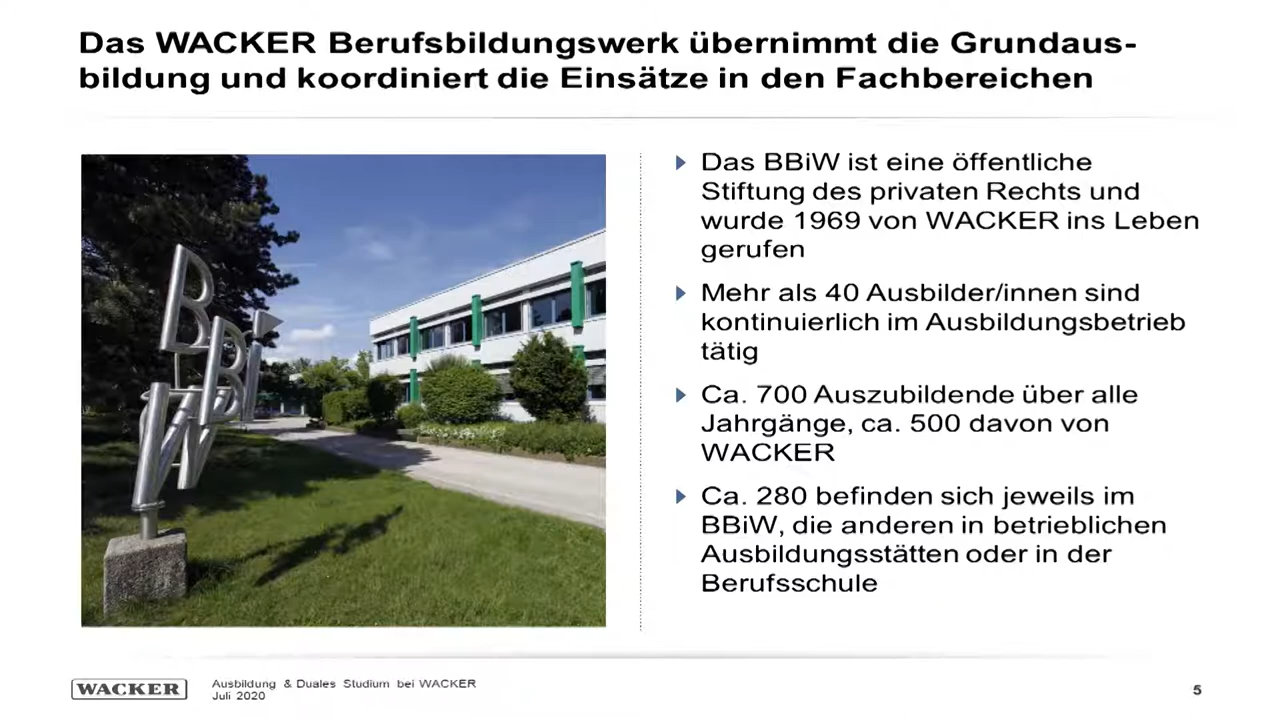 Das WACKER Berufsbildungswerk übernimmt die Grundaus-
bildung und koordiniert die Einsätze in den Fachbereichen
BBiW
Das BBiW ist eine öffentliche
Stiftung des privaten Rechts und
wurde 1969 von WACKER ins Leben
gerufen
Mehr als 40 Ausbilder/innen sind
kontinuierlich im Ausbildungsbetrieb
tätig
Ca. 700 Auszubildende über alle
Jahrgänge, ca. 500 davon von
WACKER
Ca. 280 befinden sich jeweils im
BBiW, die anderen in betrieblichen
Ausbildungsstätten oder in der
Berufsschule
WACKER
Ausbildung & Duales Studium bei WACKER
Juli 2020
5